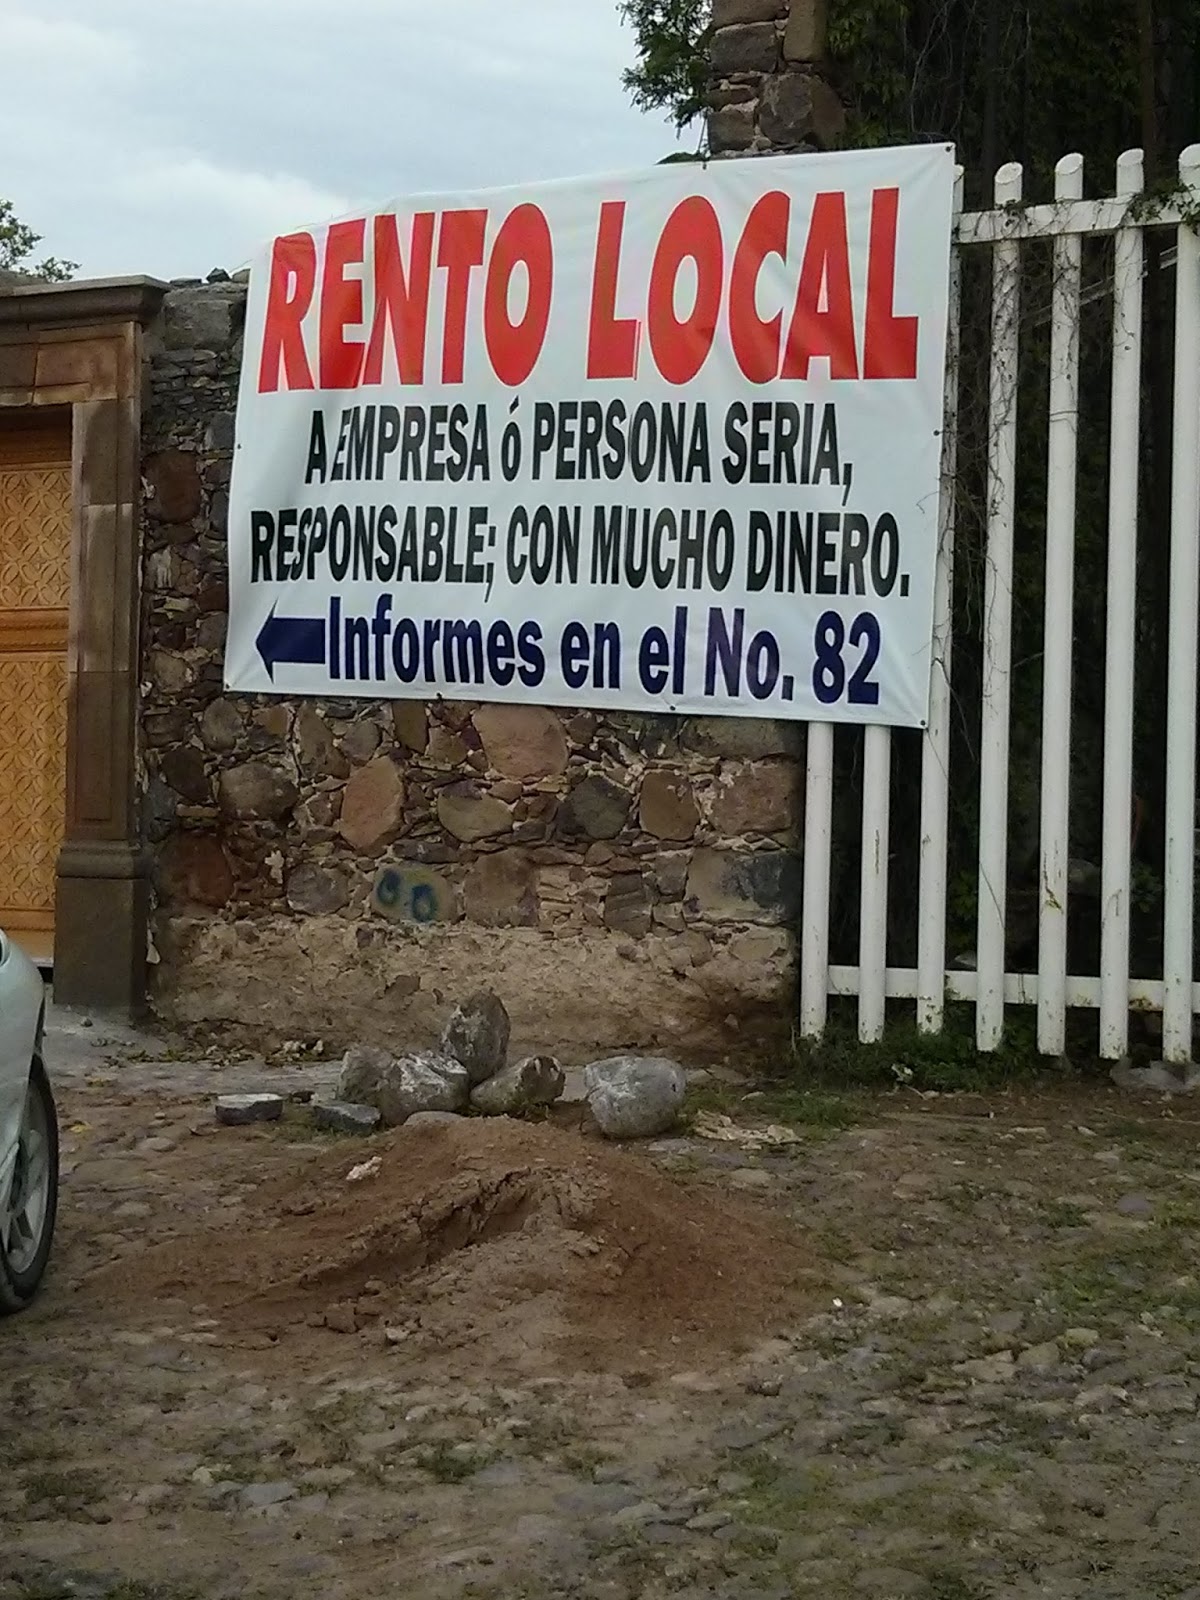 RENTO LOCAL
A EMPRESA ó PERSONA SERIA,
RESPONSABLE; CON MUCHO DINERO.
Informes en el No. 82